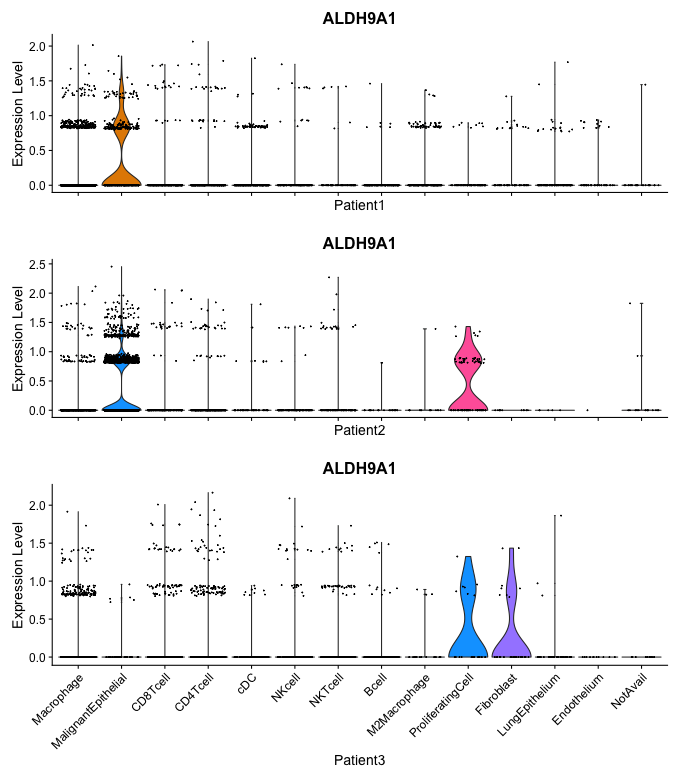 ALDH9A1
Expression Level
2.0
1.5
1.0
0.5
0.0
Patient1
ALDH9A1
Expression Level
2.5
2.0
1.5
1.0
0.5
0.0
Patient2
ALDH9A1
Expression Level
2.0
1.5
1.0
0.5
0.0
Macrophage
MalignantEpithelial
CD8Tcell
CD4Tcell
cDC
NKcell
NKTcell
Bcell
M2Macrophage
ProliferatingCell
Fibroblast
LungEpithelium
Endothelium
NotAvail
Patient3